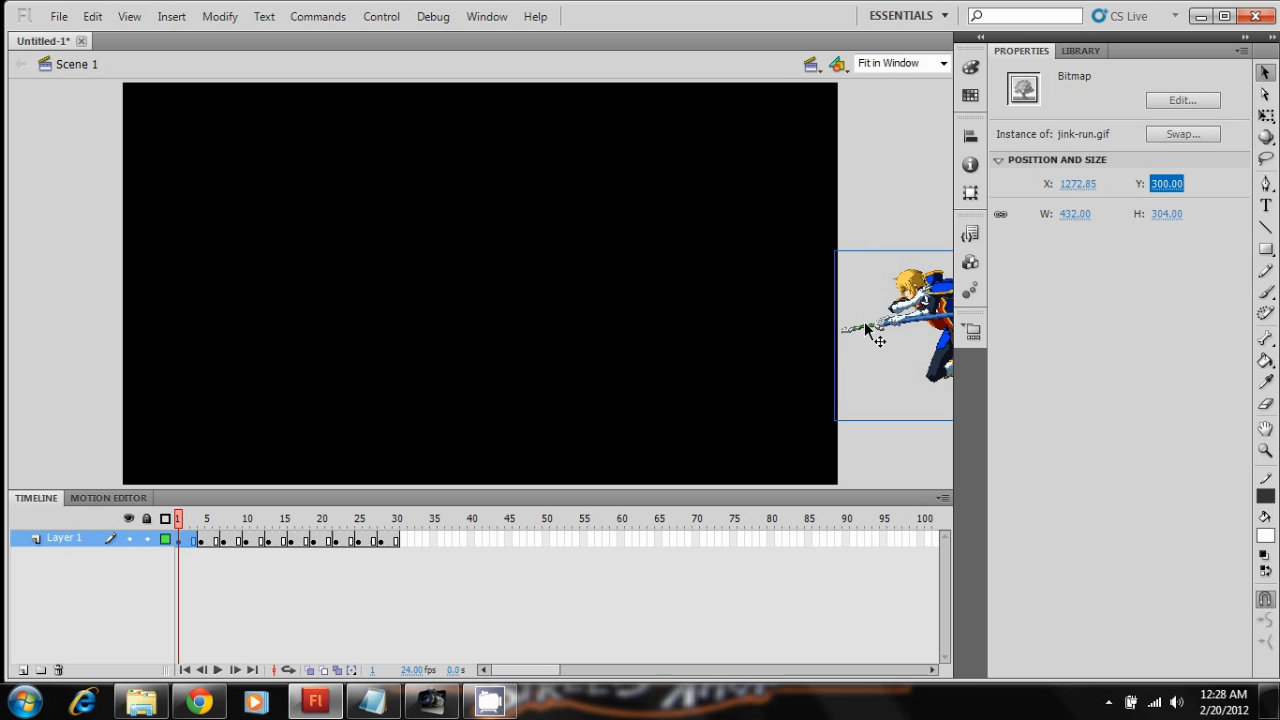 Fl File Edit View Insert Modify Text Commands Control Debug Window Help ESSENTIALS CS Live
Untitled-1*
Scene 1 Fit in Window
PROPERTIES LIBRARY
Bitmap
Edit...
Instance of: jink-run.gif Swap...
POSITION AND SIZE
X: 1272.85 Y: 300.00
W: 432.00 H: 304.00
TIMELINE MOTION EDITOR
1 5 10 15 20 25 30 35 40 45 50 55 60 65 70 75 80 85 90 95 100
Layer 1
1 24.00 fps 0.0 s
Fl
12:28 AM
2/20/2012